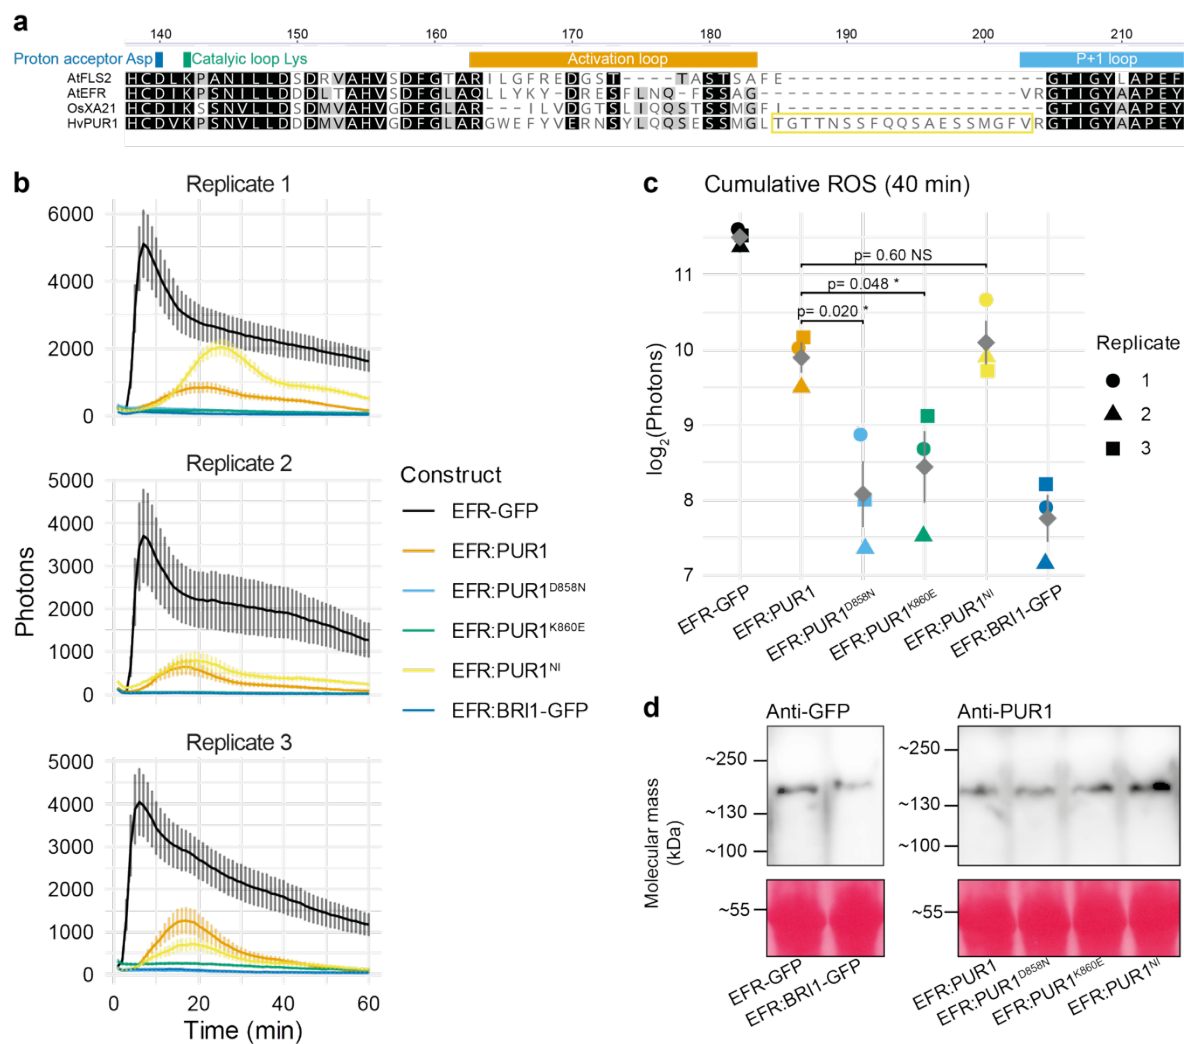 a
140 150 160 170 180 190 200 210
Proton acceptor Asp Catalyic loop Lys Activation loop P+1 loop
AtFLS2 HCDLKPANILLDSDRVAHVSDFGTARILGFREDGST----TASTSAFE-------------------GTIGYLAPEF
AtEFR HCDIKPSNILLDDDLTAHVSDFGLAQLLYKY-DRESFLNQ-FSSAG-------------------VRGTIGYAAPEY
OsXA21 HCDIKSSNVLLDSDMVAHVGDFGLARI---ILVDGTSLIQQSTSSMGFI-------------------GTIGYAAPEY
HvPUR1 HCDVKPSNVLLDDDMVAHVGDFGLARGWEFYVERNSYLQQSESSMGLTGTTNSSFQQSAESSMGFVRGTIGYAAPEY
b
Replicate 1
6000
4000
2000
0
Replicate 2
5000
4000
3000
2000
1000
0
Replicate 3
5000
4000
3000
2000
1000
0
0 20 40 60
Time (min)
Photons
Construct
EFR-GFP
EFR:PUR1
EFR:PUR1D858N
EFR:PUR1K860E
EFR:PUR1NI
EFR:BRI1-GFP
c
Cumulative ROS (40 min)
p= 0.60 NS
p= 0.048 *
p= 0.020 *
11
10
9
8
7
log2(Photons)
EFR-GFP
EFR:PUR1
EFR:PUR1D858N
EFR:PUR1K860E
EFR:PUR1NI
EFR:BRI1-GFP
Replicate
1
2
3
d
Anti-GFP
~250
~130
~100
~55
Molecular mass
(kDa)
EFR-GFP
EFR:BRI1-GFP
Anti-PUR1
~250
~130
~100
~55
EFR:PUR1
EFR:PUR1D858N
EFR:PUR1K860E
EFR:PUR1NI